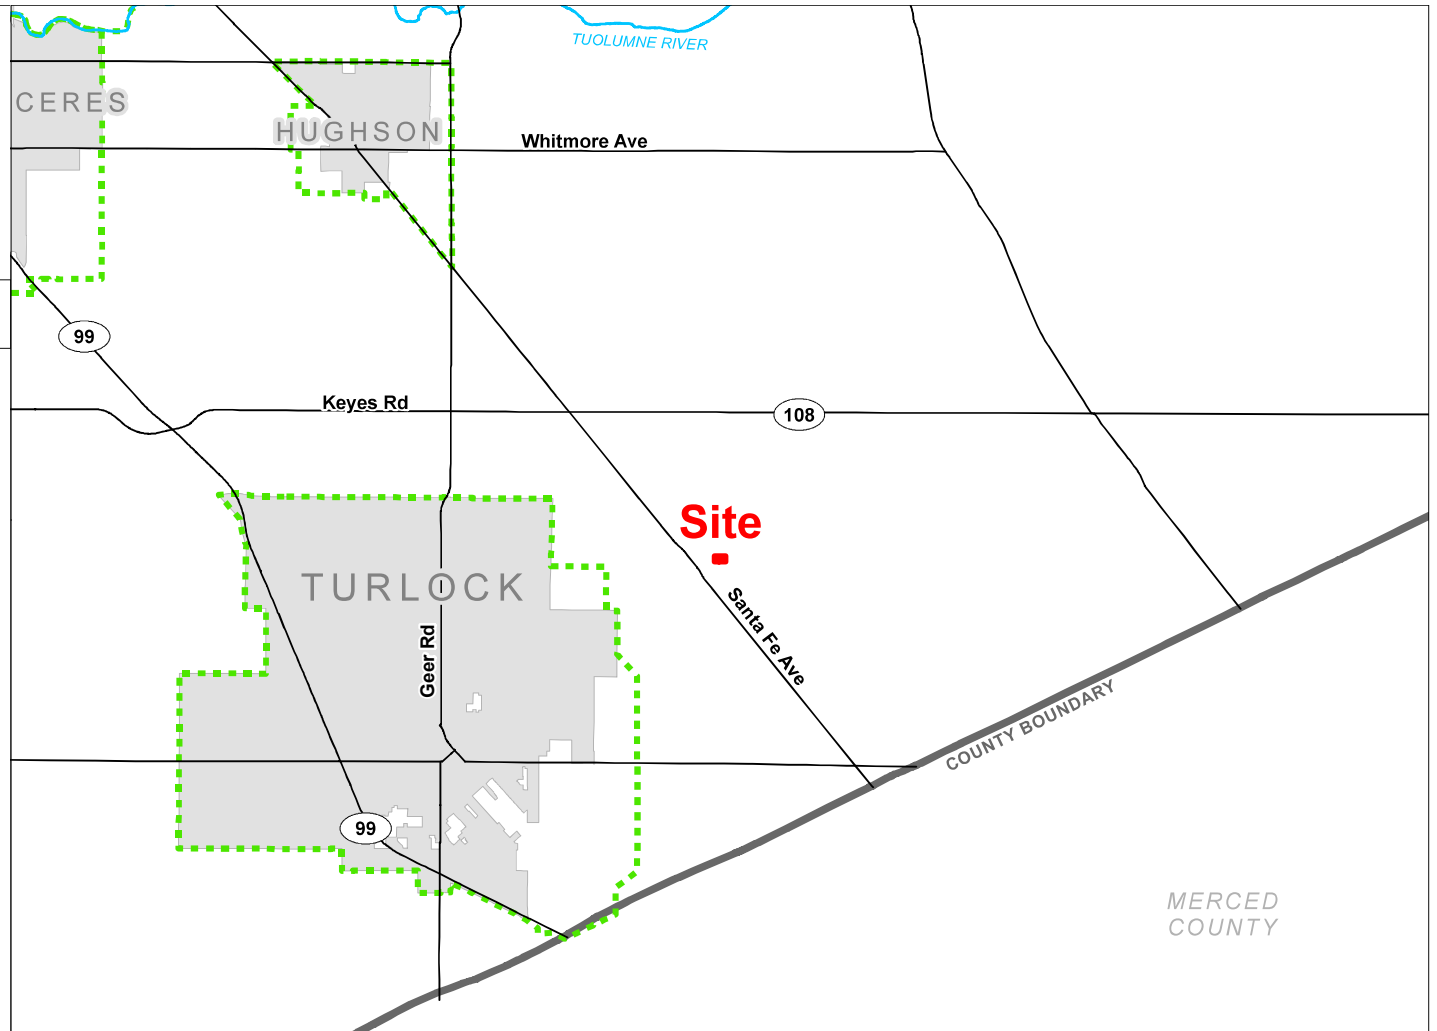 TUOLUMNE RIVER
CERES
HUGHSON
Whitmore Ave
99
Keyes Rd
108
Site
TURLOCK
Santa Fe Ave
Geer Rd
COUNTY BOUNDARY
99
MERCED
COUNTY